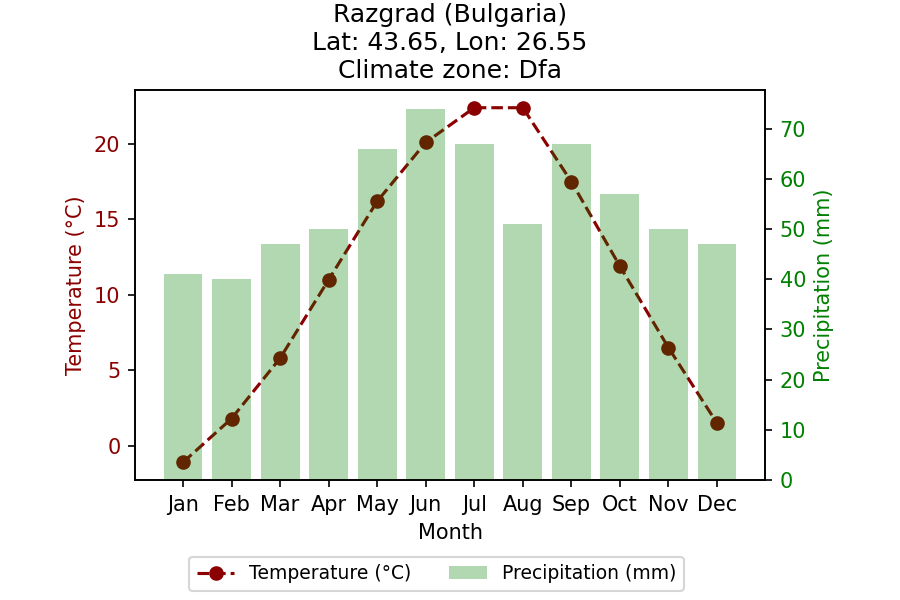 Razgrad (Bulgaria)
Lat: 43.65, Lon: 26.55
Climate zone: Dfa
Temperature (°C)
20
15
10
5
0
70
60
50
40
30
20
10
0
Precipitation (mm)
Jan Feb Mar Apr May Jun Jul Aug Sep Oct Nov Dec
Month
Temperature (°C) Precipitation (mm)